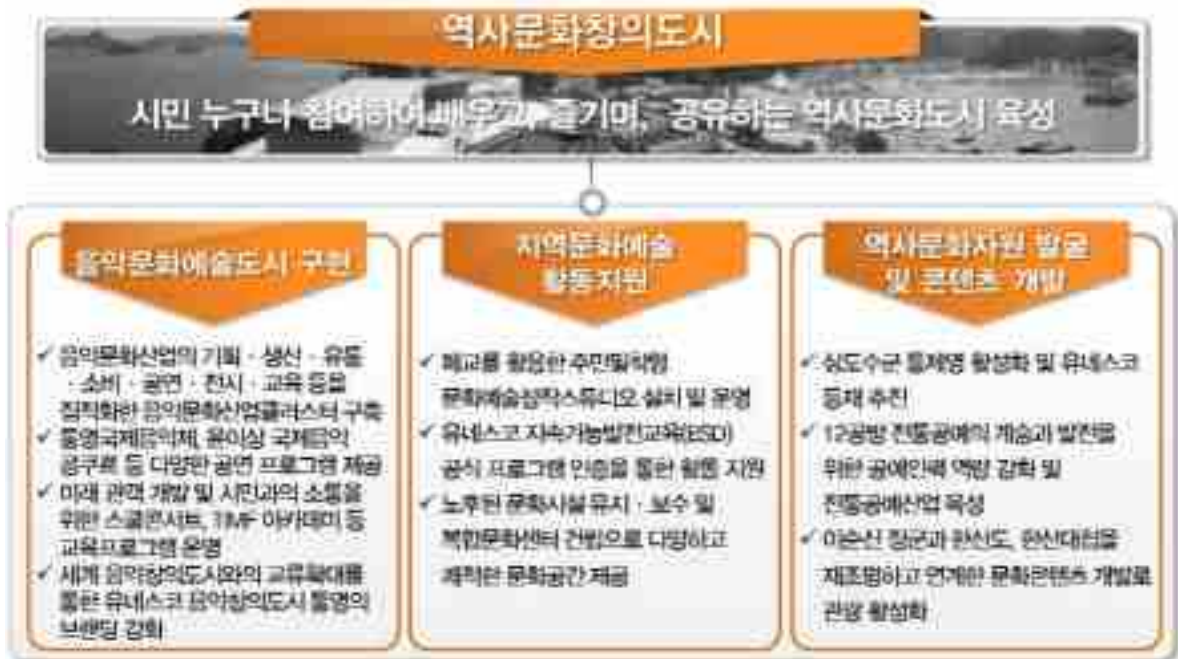 역사문화창의도시
시민 누구나 참여하여 배우고, 즐기며, 공유하는 역사문화도시 육성
음악문화예술도시 구현
✓ 음악문화산업의 기획 · 생산 · 유통
· 소비 · 공연 · 전시 · 교육 등을
집적화한 음악문화산업클러스터 구축
✓ 통영국제음악제, 윤이상 국제음악
콩쿠르 등 다양한 공연 프로그램 제공
✓ 미래 관객 개발 및 시민과의 소통을
위한 스쿨콘서트, TIMF 아카데미 등
교육프로그램 운영
✓ 세계 음악창의도시와의 교류확대를
통한 유네스코 음악창의도시 통영의
브랜딩 강화
지역문화예술
활동지원
✓ 폐교를 활용한 주민밀착형
문화예술창작스튜디오 설치 및 운영
✓ 유네스코 지속가능발전교육(ESD)
공식 프로그램 인증을 통한 활동 지원
✓ 노후된 문화시설 유지 · 보수 및
복합문화센터 건립으로 다양하고
쾌적한 문화공간 제공
역사문화자원 발굴
및 콘텐츠 개발
✓ 삼도수군 통제영 활성화 및 유네스코
등재 추진
✓ 12공방 전통공예의 계승과 발전을
위한 공예인력 역량 강화 및
전통공예산업 육성
✓ 이순신 장군과 한산도, 한산대첩을
재조명하고 연계한 문화콘텐츠 개발로
관광 활성화